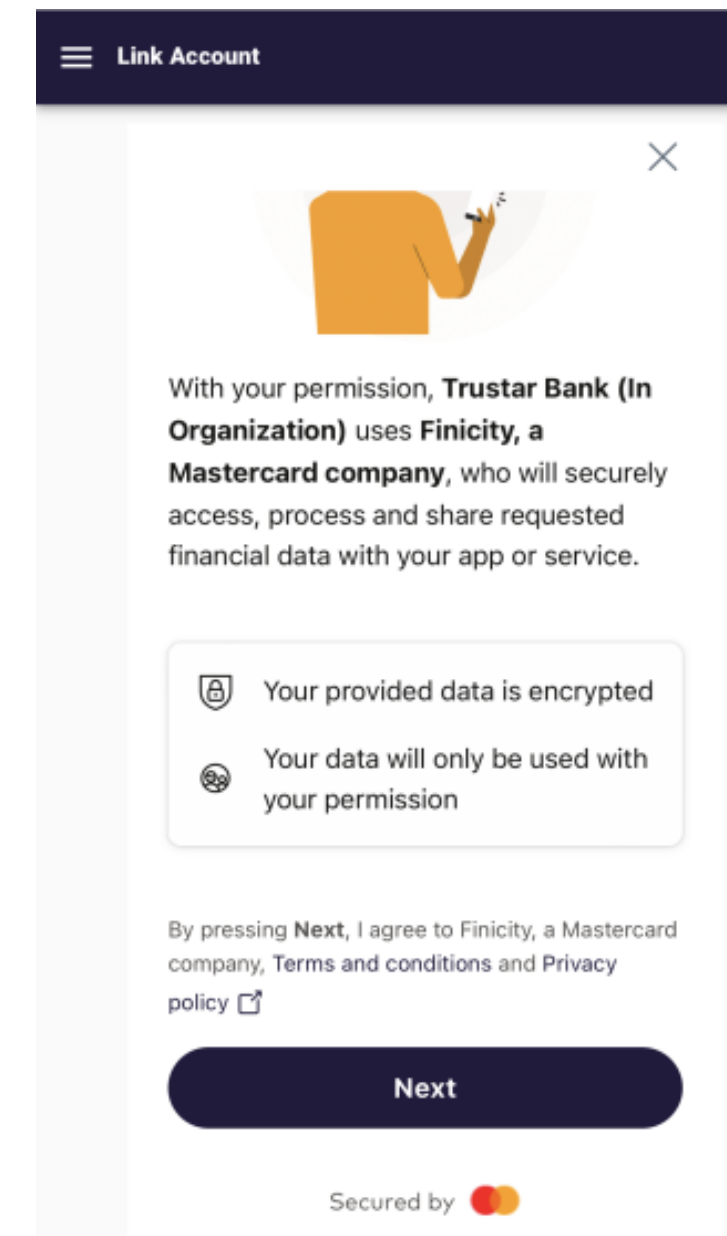 Link Account
With your permission, Trustar Bank (In
Organization) uses Finicity, a
Mastercard company, who will securely
access, process and share requested
financial data with your app or service.
Your provided data is encrypted
Your data will only be used with
your permission
By pressing Next, I agree to Finicity, a Mastercard
company, Terms and conditions and Privacy
policy
Next
Secured by